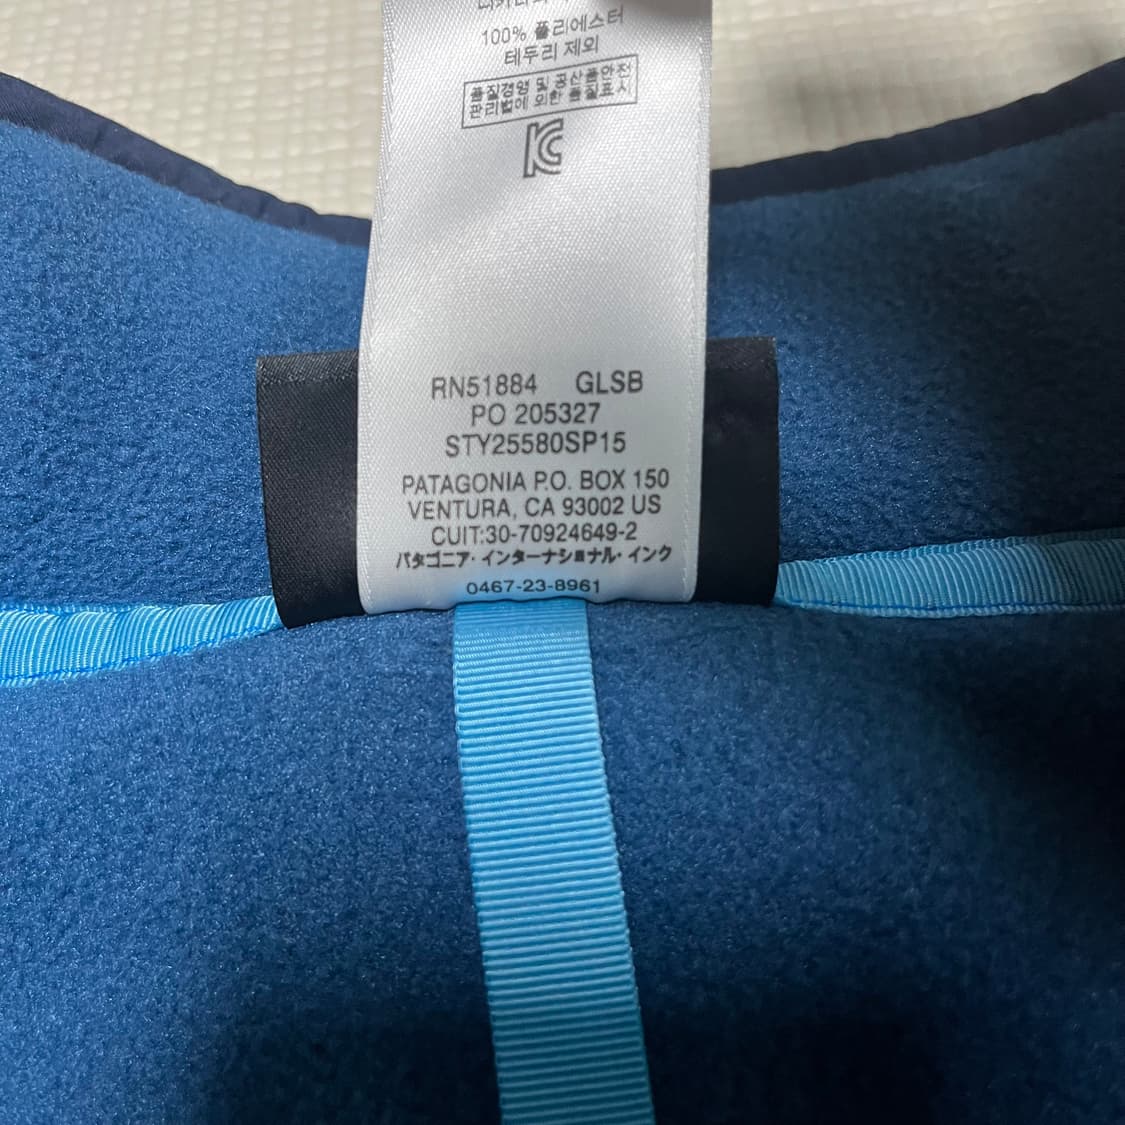 100% 폴리에스터
테두리 제외
품질경영 및 공산품안전
관리법에 의한 품질표시
KC
RN51884 GLSB
PO 205327
STY25580SP15
PATAGONIA P.O. BOX 150
VENTURA, CA 93002 US
CUIT:30-70924649-2
パタゴニア・インターナショナル・インク
0467-23-8961